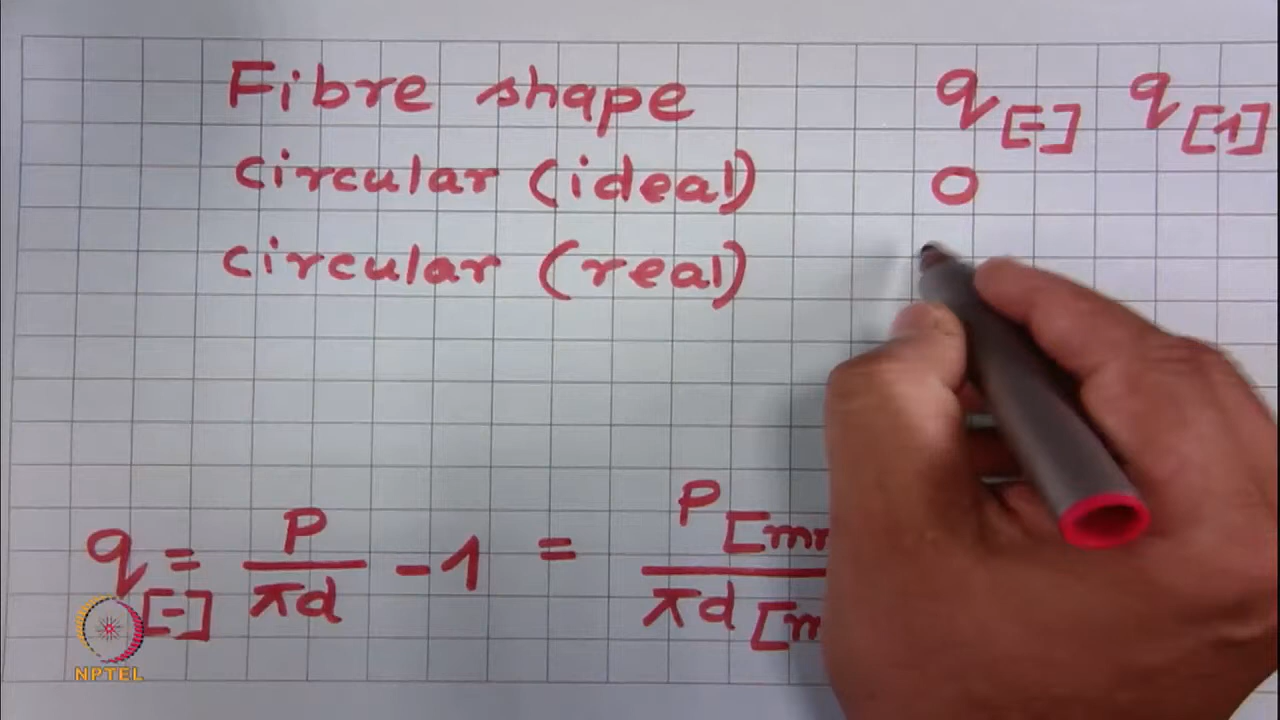 Fibre shape q[-] q[1]
circular (ideal) 0
circular (real)
q[-] = P/πd - 1 = P[m / πd[m
NPTEL